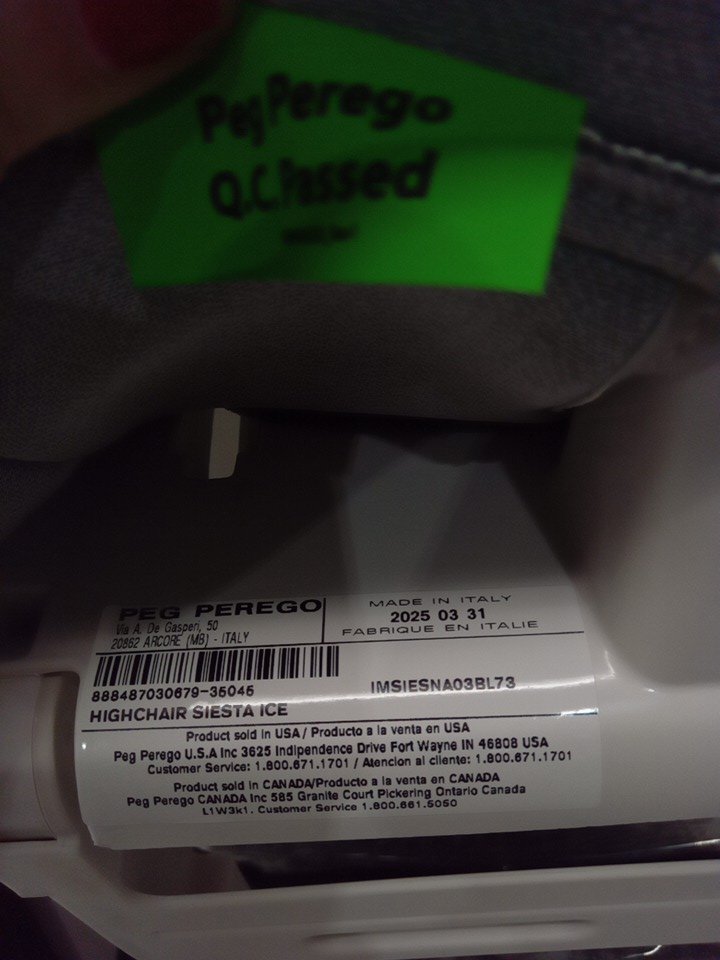 Peg Perego
Q.C. Passed
PEG PEREGO
Via A. De Gasperi, 50
20862 ARCORE (MB) - ITALY
MADE IN ITALY
2025 03 31
FABRIQUE EN ITALIE
888487030679-35045
IMSIESNA03BL73
HIGHCHAIR SIESTA ICE
Product sold in USA / Producto a la venta en USA
Peg Perego U.S.A Inc 3625 Indipendence Drive Fort Wayne IN 46808 USA
Customer Service: 1.800.671.1701 / Atencion al cliente: 1.800.671.1701
Product sold in CANADA/Producto a la venta en CANADA
Peg Perego CANADA Inc 585 Granite Court Pickering Ontario Canada
L1W3k1. Customer Service 1.800.661.5050